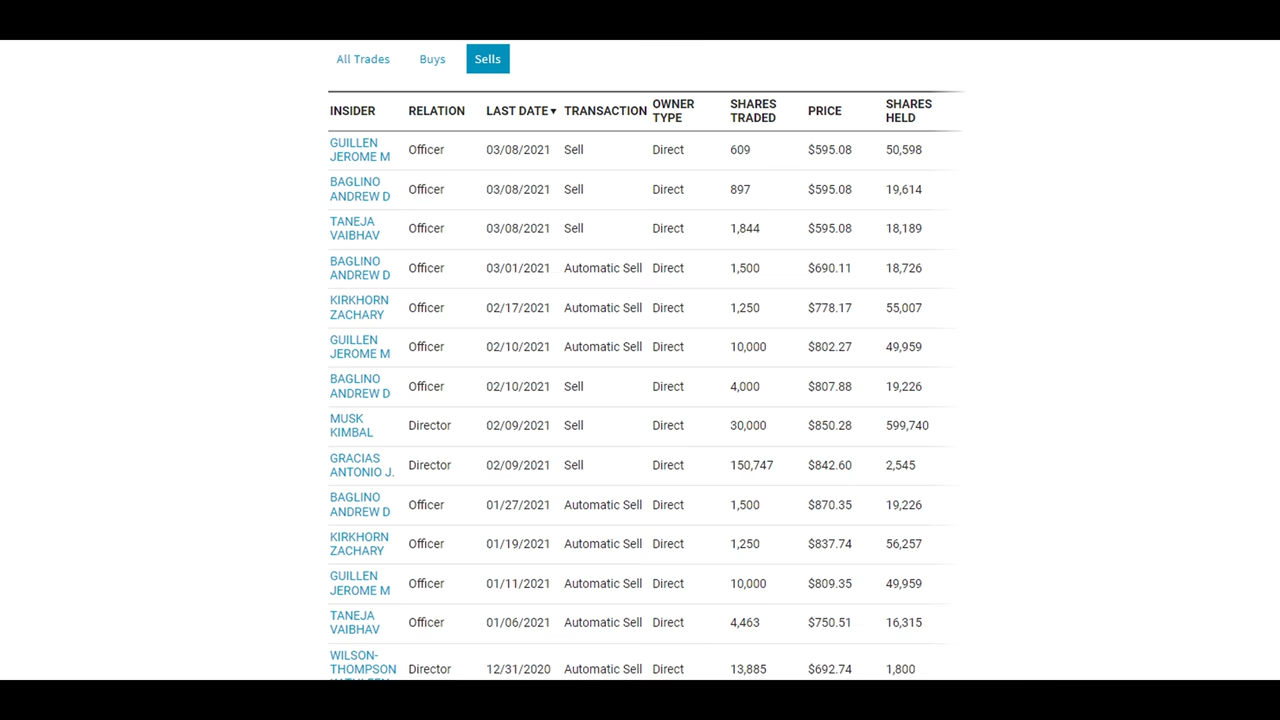 All Trades Buys Sells
INSIDER RELATION LAST DATE▼ TRANSACTION OWNER TYPE SHARES TRADED PRICE SHARES HELD
GUILLEN JEROME M Officer 03/08/2021 Sell Direct 609 $595.08 50,598
BAGLINO ANDREW D Officer 03/08/2021 Sell Direct 897 $595.08 19,614
TANEJA VAIBHAV Officer 03/08/2021 Sell Direct 1,844 $595.08 18,189
BAGLINO ANDREW D Officer 03/01/2021 Automatic Sell Direct 1,500 $690.11 18,726
KIRKHORN ZACHARY Officer 02/17/2021 Automatic Sell Direct 1,250 $778.17 55,007
GUILLEN JEROME M Officer 02/10/2021 Automatic Sell Direct 10,000 $802.27 49,959
BAGLINO ANDREW D Officer 02/10/2021 Sell Direct 4,000 $807.88 19,226
MUSK KIMBAL Director 02/09/2021 Sell Direct 30,000 $850.28 599,740
GRACIAS ANTONIO J. Director 02/09/2021 Sell Direct 150,747 $842.60 2,545
BAGLINO ANDREW D Officer 01/27/2021 Automatic Sell Direct 1,500 $870.35 19,226
KIRKHORN ZACHARY Officer 01/19/2021 Automatic Sell Direct 1,250 $837.74 56,257
GUILLEN JEROME M Officer 01/11/2021 Automatic Sell Direct 10,000 $809.35 49,959
TANEJA VAIBHAV Officer 01/06/2021 Automatic Sell Direct 4,463 $750.51 16,315
WILSON-THOMPSON Director 12/31/2020 Automatic Sell Direct 13,885 $692.74 1,800